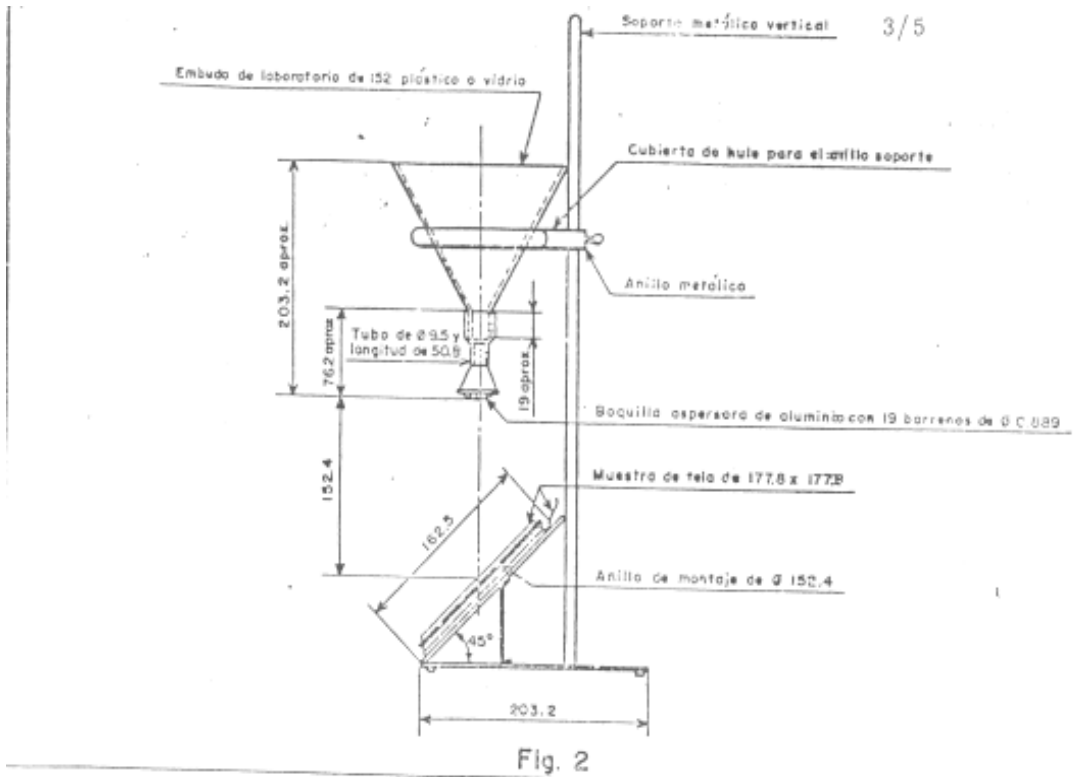 Soporte metálico vertical
3/5
Embudo de laboratorio de 152 plástico o vidrio
Cubierta de hule para el anillo soporte
Anillo metálico
203.2 aprox.
76.2 aprox
Tubo de Ø 9.5 y
longitud de 50.8
19 aprox.
Boquilla aspersora de aluminio con 19 barrenos de Ø 0.889
152.4
162.5
Muestra de tela de 177.8 x 177.8
Anillo de montaje de Ø 152.4
45°
203.2
Fig. 2